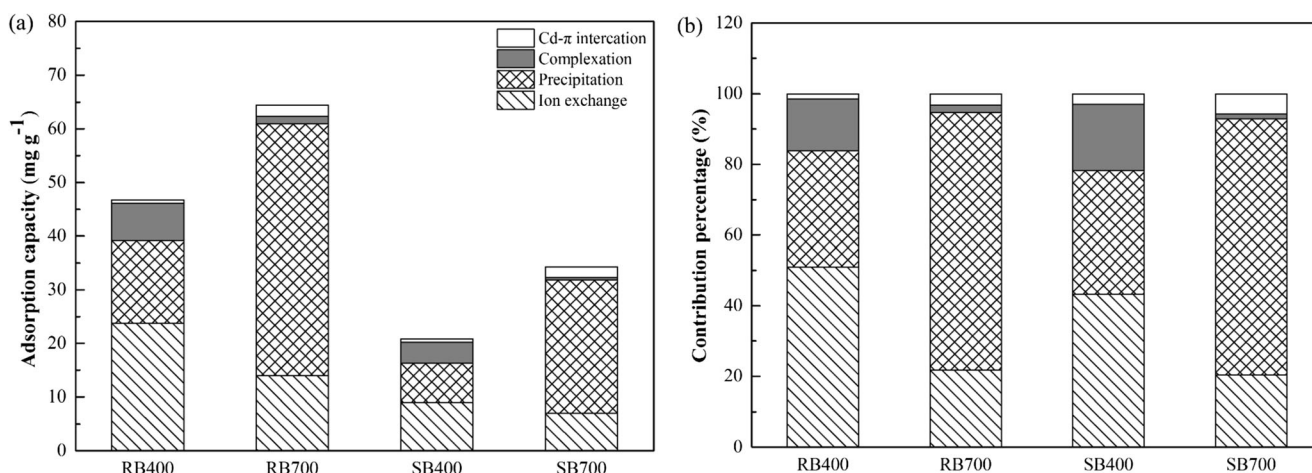 (a)
Adsorption capacity (mg g⁻¹)
80
70
60
50
40
30
20
10
0
Cd-π intercation
Complexation
Precipitation
Ion exchange
RB400 RB700 SB400 SB700
(b)
Contribution percentage (%)
120
100
80
60
40
20
0
RB400 RB700 SB400 SB700